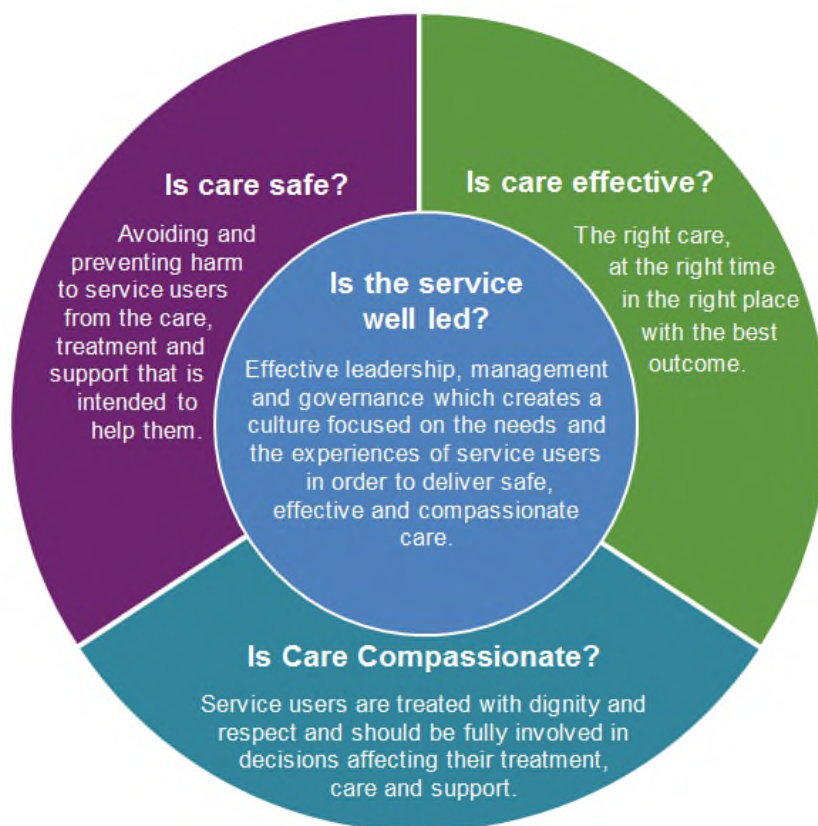 Is care safe?
Avoiding and
preventing harm
to service users
from the care,
treatment and
support that is
intended to
help them.
Is care effective?
The right care,
at the right time
in the right place
with the best
outcome.
Is the service
well led?
Effective leadership, management
and governance which creates a
culture focused on the needs and
the experiences of service users
in order to deliver safe,
effective and compassionate
care.
Is Care Compassionate?
Service users are treated with dignity and
respect and should be fully involved in
decisions affecting their treatment,
care and support.